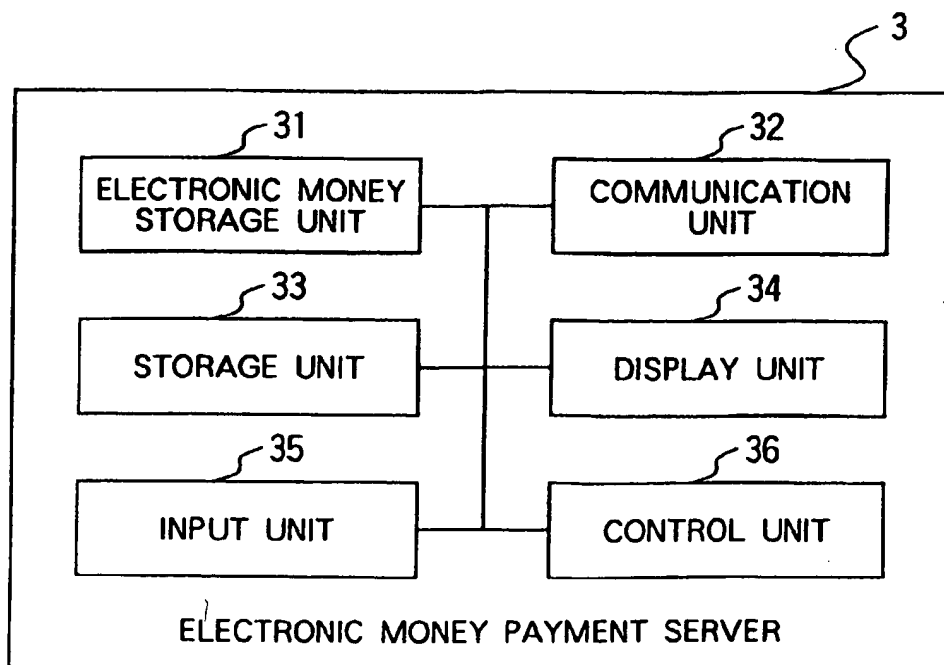 3
31
ELECTRONIC MONEY
STORAGE UNIT
32
COMMUNICATION
UNIT
33
STORAGE UNIT
34
DISPLAY UNIT
35
INPUT UNIT
36
CONTROL UNIT
ELECTRONIC MONEY PAYMENT SERVER